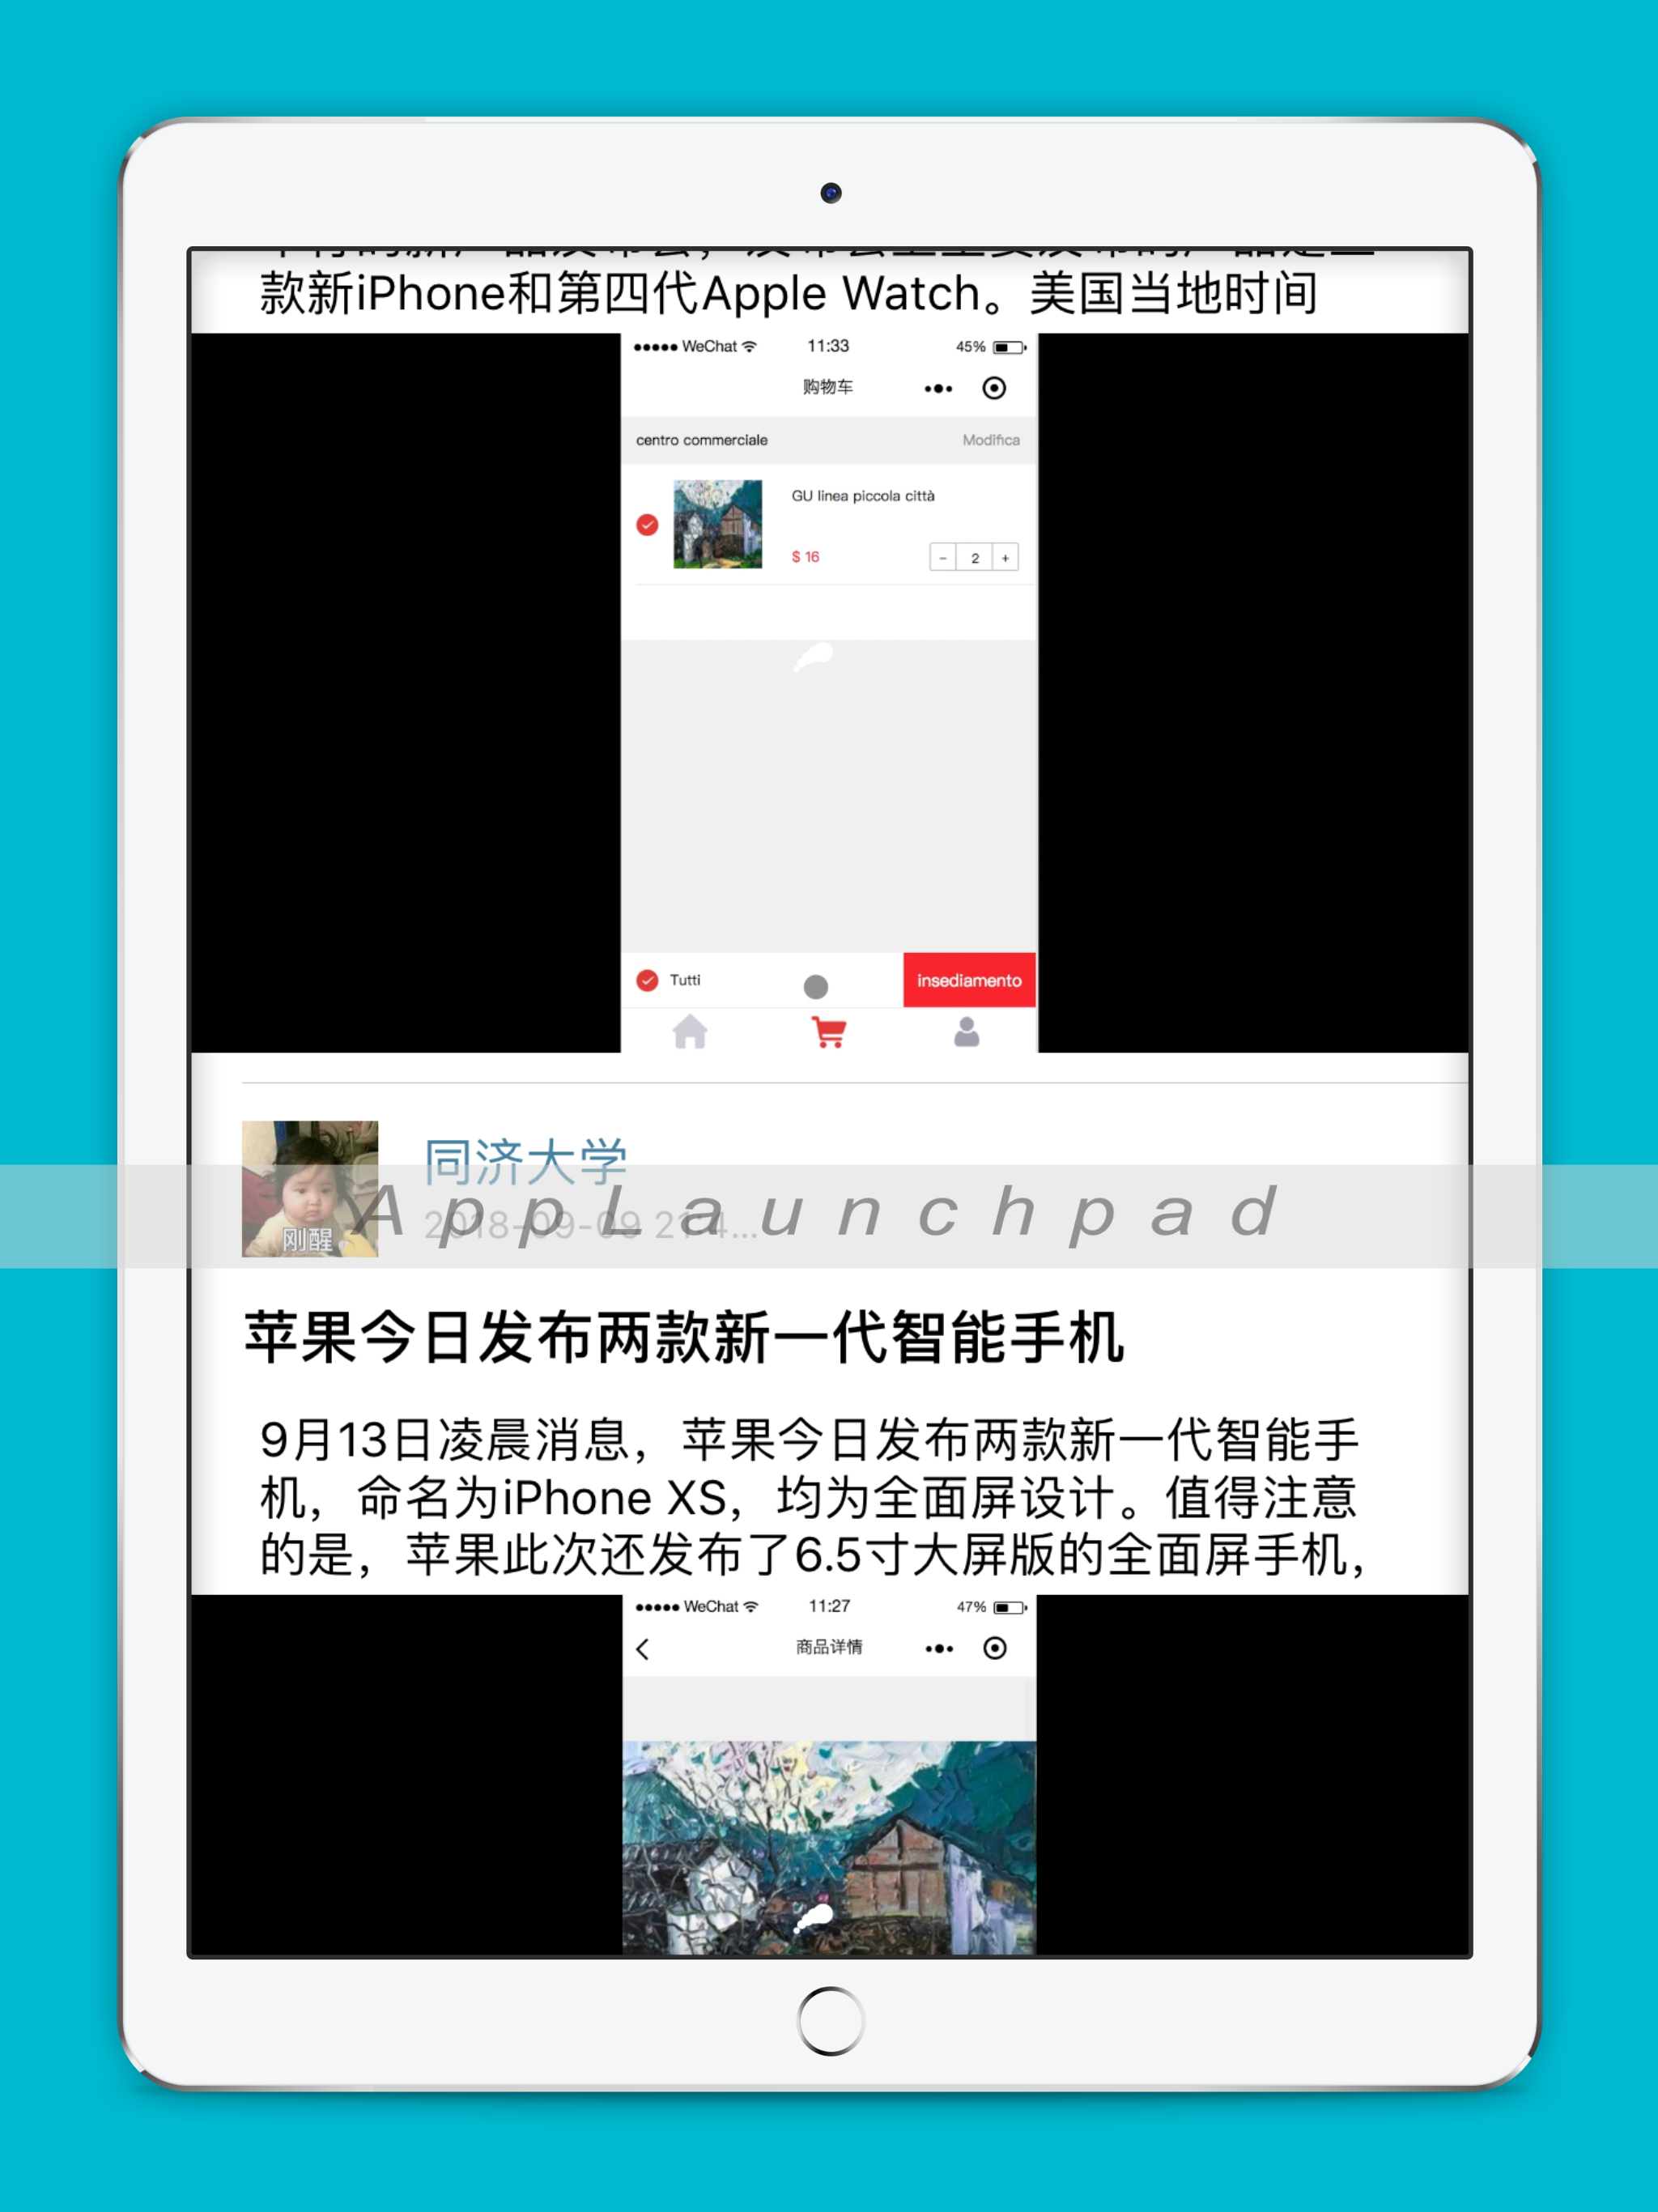 款新iPhone和第四代Apple Watch。美国当地时间
WeChat 11:33 45%
购物车
centro commerciale Modifica
GU linea piccola città
$ 16 - 2 +
Tutti insediamento
同济大学
2018-09-09 21:4...
刚醒
AppLaunchpad
苹果今日发布两款新一代智能手机
9月13日凌晨消息，苹果今日发布两款新一代智能手
机，命名为iPhone XS，均为全面屏设计。值得注意
的是，苹果此次还发布了6.5寸大屏版的全面屏手机，
WeChat 11:27 47%
商品详情